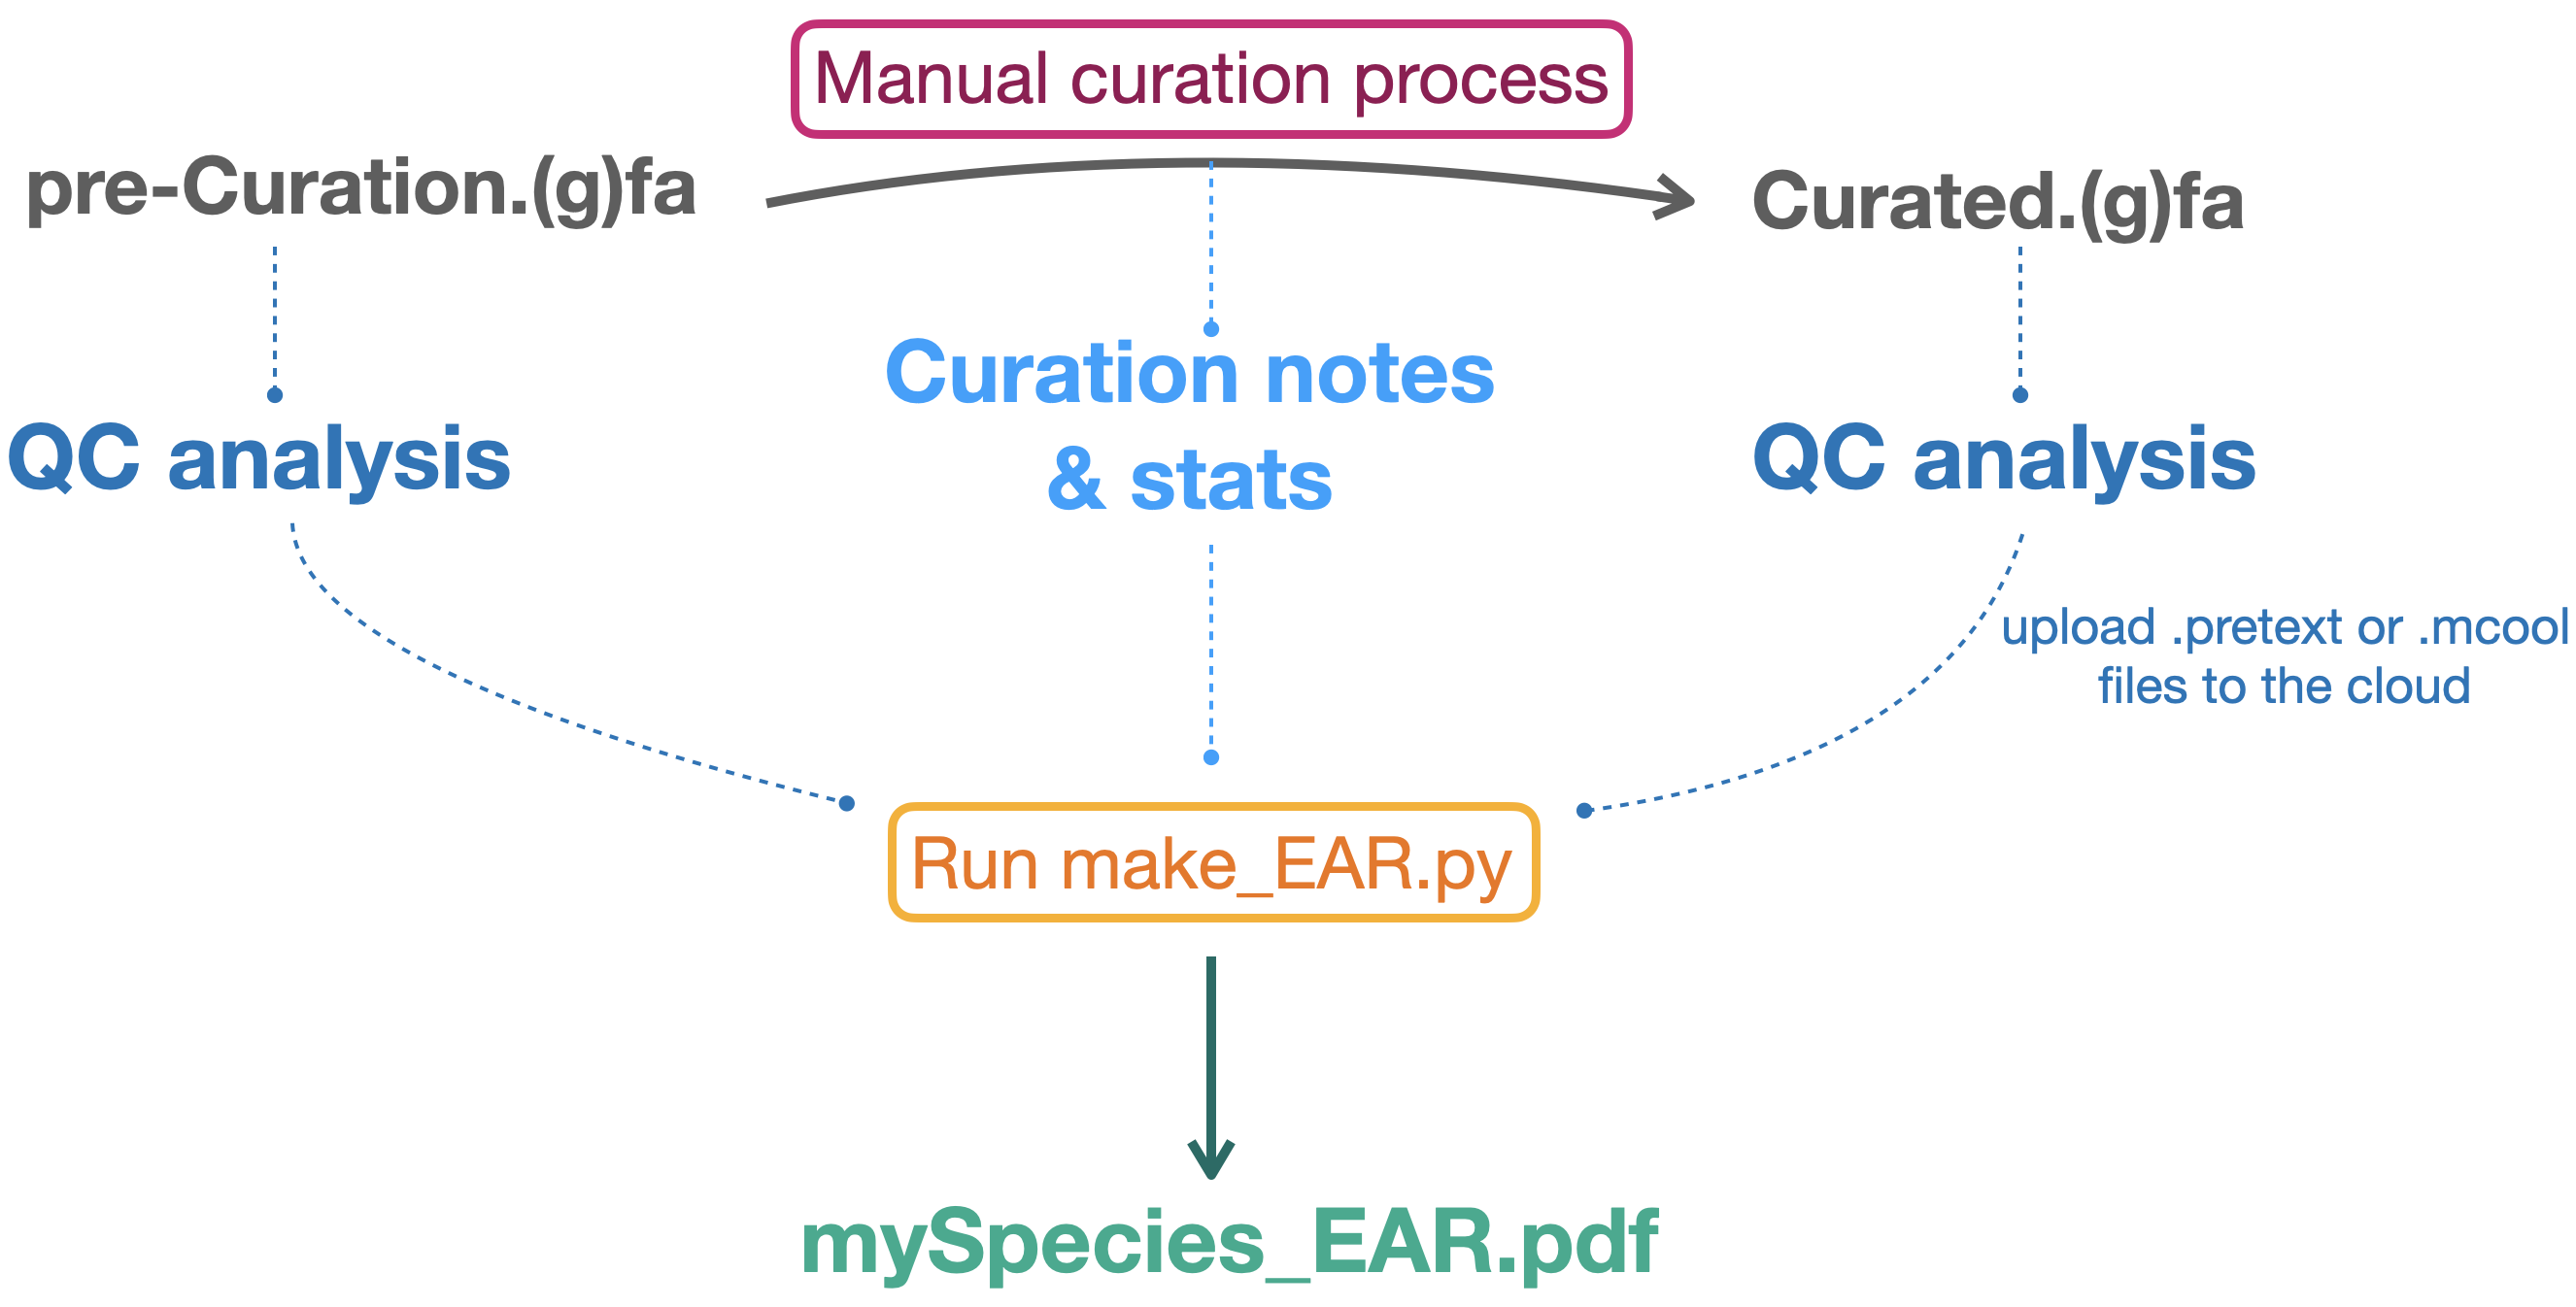 Manual curation process
pre-Curation.(g)fa
Curated.(g)fa
QC analysis
Curation notes
& stats
QC analysis
upload .pretext or .mcool
files to the cloud
Run make_EAR.py
mySpecies_EAR.pdf